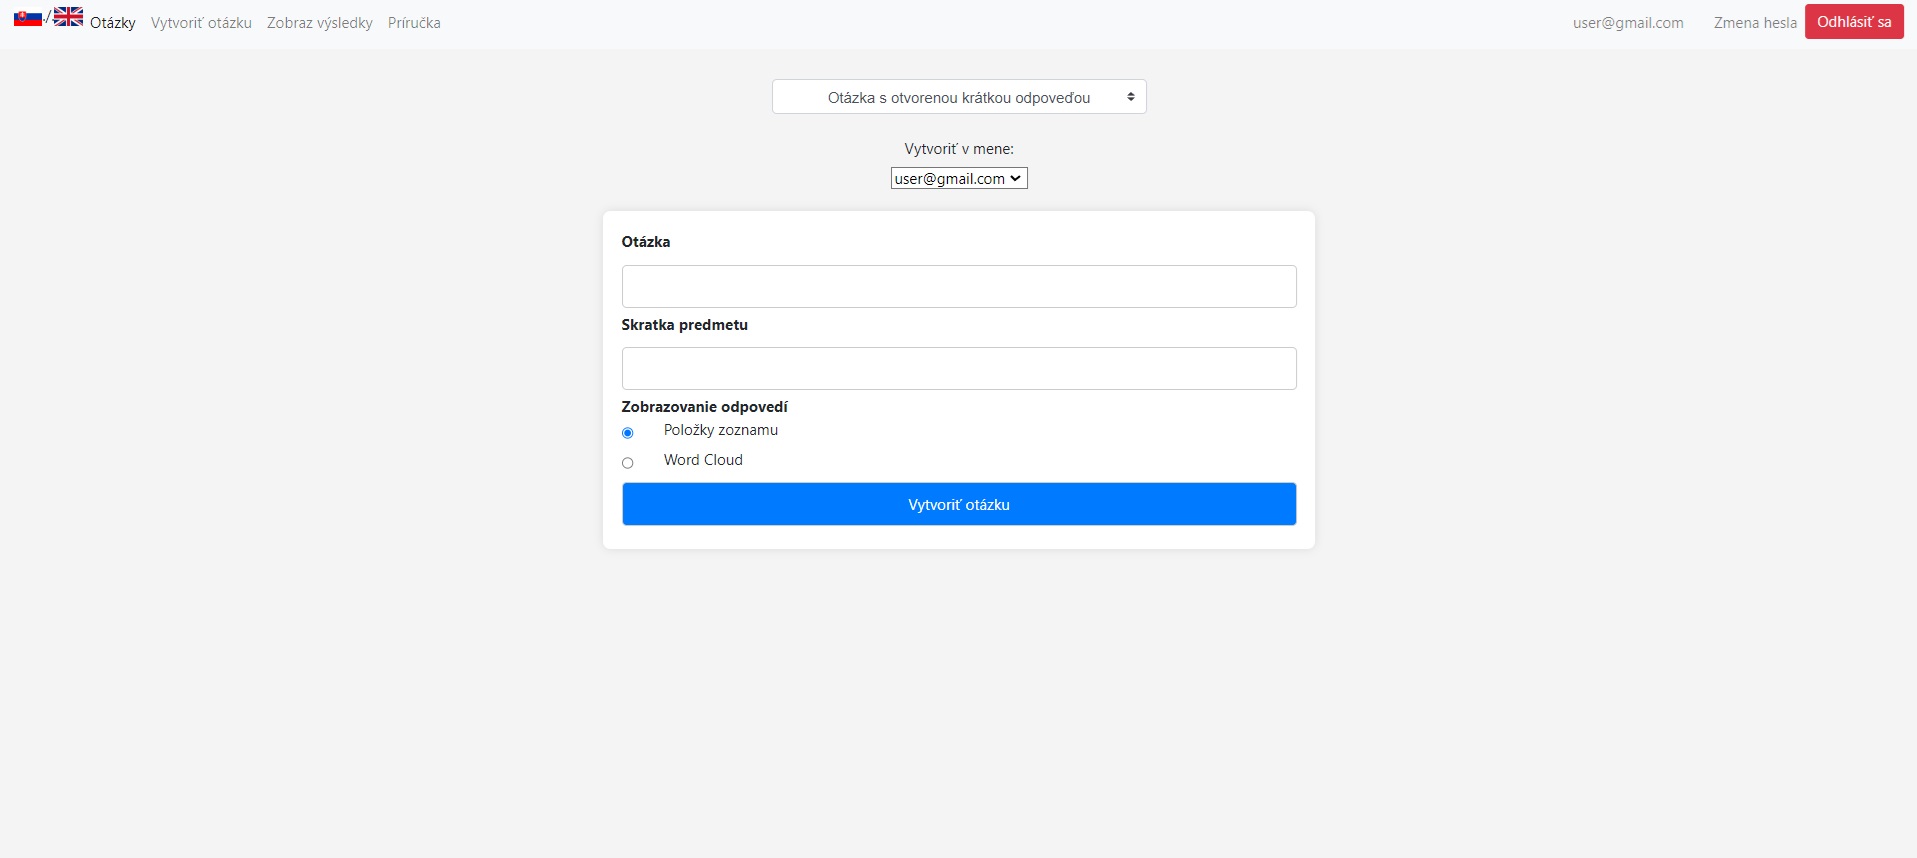 / Otázky Vytvoriť otázku Zobraz výsledky Príručka user@gmail.com Zmena hesla Odhlásiť sa
Otázka s otvorenou krátkou odpoveďou
Vytvoriť v mene:
user@gmail.com
Otázka
Skratka predmetu
Zobrazovanie odpovedí
Položky zoznamu
Word Cloud
Vytvoriť otázku